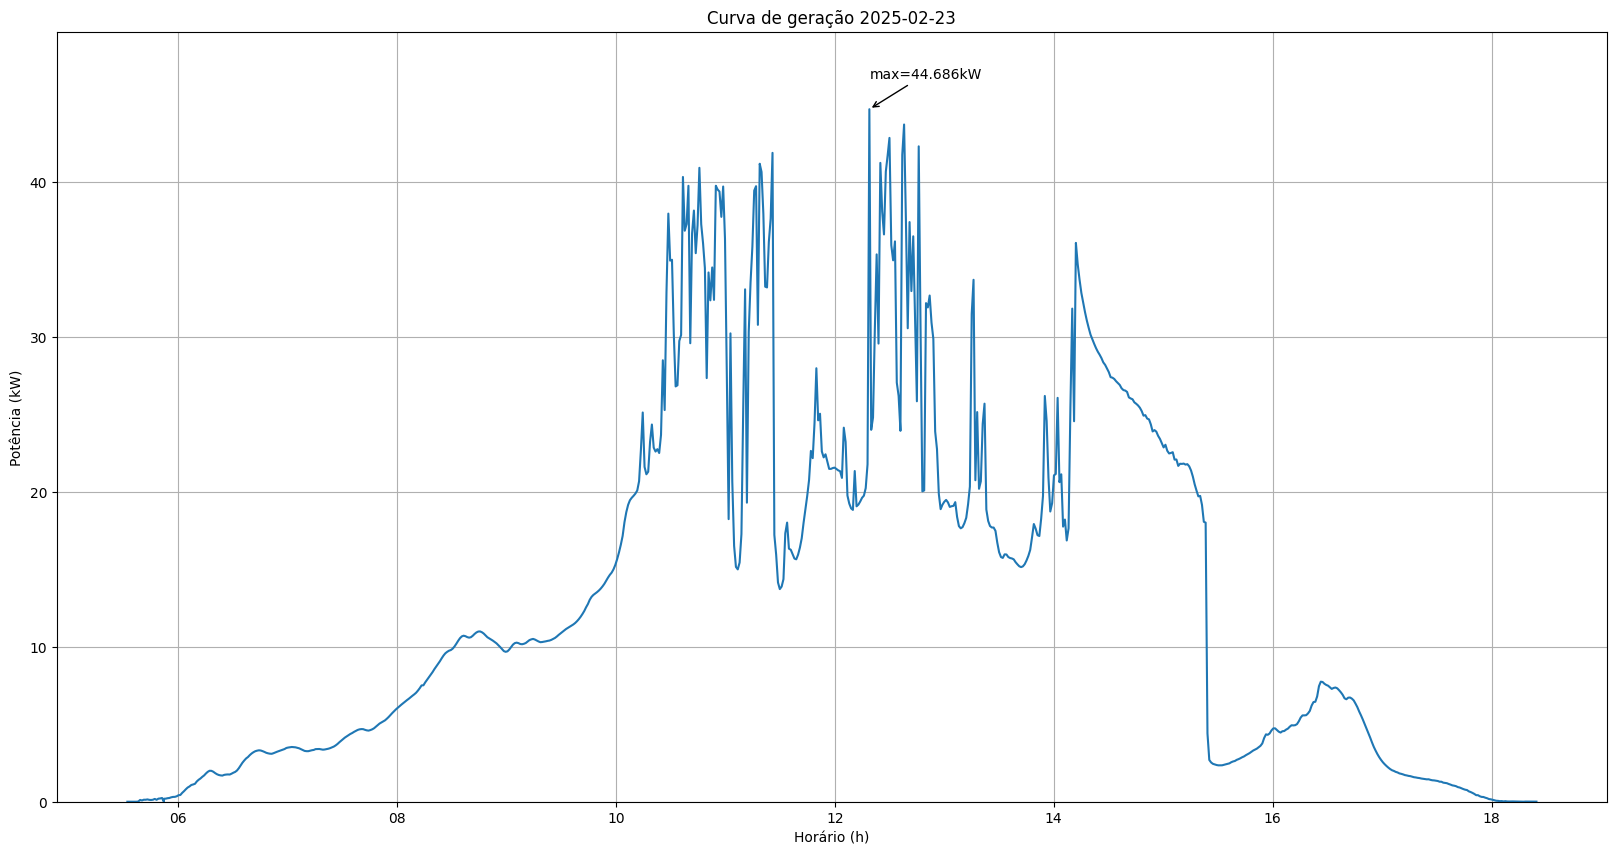 Curva de geração 2025-02-23
max=44.686kW
Potência (kW)
40
30
20
10
0
06 08 10 12 14 16 18
Horário (h)